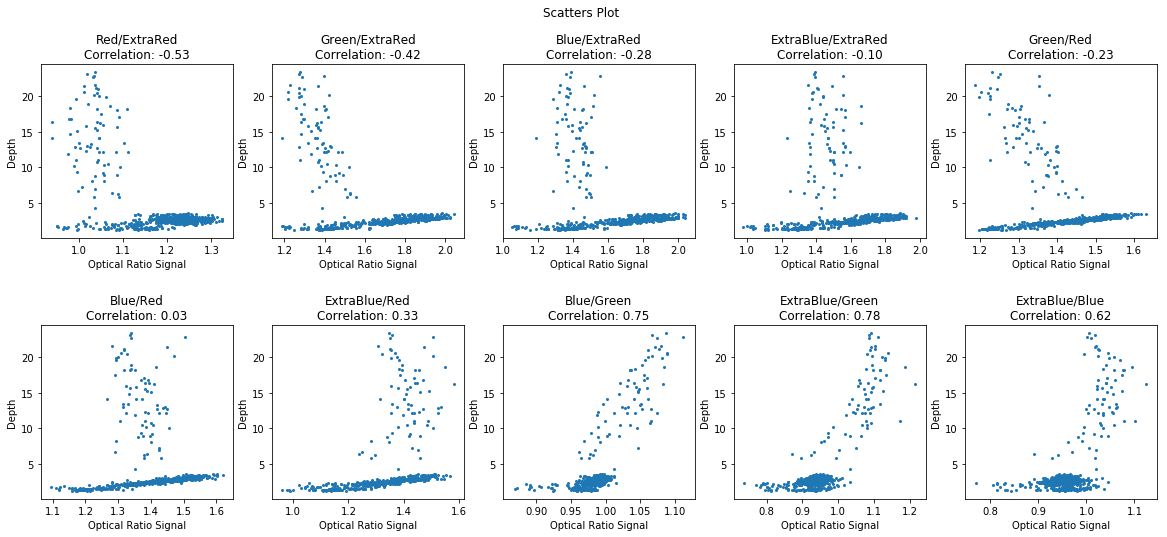 Scatters Plot
Red/ExtraRed
Correlation: -0.53
Green/ExtraRed
Correlation: -0.42
Blue/ExtraRed
Correlation: -0.28
ExtraBlue/ExtraRed
Correlation: -0.10
Green/Red
Correlation: -0.23
Depth
20
15
10
5
1.0 1.1 1.2 1.3
Optical Ratio Signal
Depth
20
15
10
5
1.2 1.4 1.6 1.8 2.0
Optical Ratio Signal
Depth
20
15
10
5
1.0 1.2 1.4 1.6 1.8 2.0
Optical Ratio Signal
Depth
20
15
10
5
1.0 1.2 1.4 1.6 1.8 2.0
Optical Ratio Signal
Depth
20
15
10
5
1.2 1.3 1.4 1.5 1.6
Optical Ratio Signal
Blue/Red
Correlation: 0.03
ExtraBlue/Red
Correlation: 0.33
Blue/Green
Correlation: 0.75
ExtraBlue/Green
Correlation: 0.78
ExtraBlue/Blue
Correlation: 0.62
Depth
20
15
10
5
1.1 1.2 1.3 1.4 1.5 1.6
Optical Ratio Signal
Depth
20
15
10
5
1.0 1.2 1.4 1.6
Optical Ratio Signal
Depth
20
15
10
5
0.90 0.95 1.00 1.05 1.10
Optical Ratio Signal
Depth
20
15
10
5
0.8 0.9 1.0 1.1 1.2
Optical Ratio Signal
Depth
20
15
10
5
0.8 0.9 1.0 1.1
Optical Ratio Signal